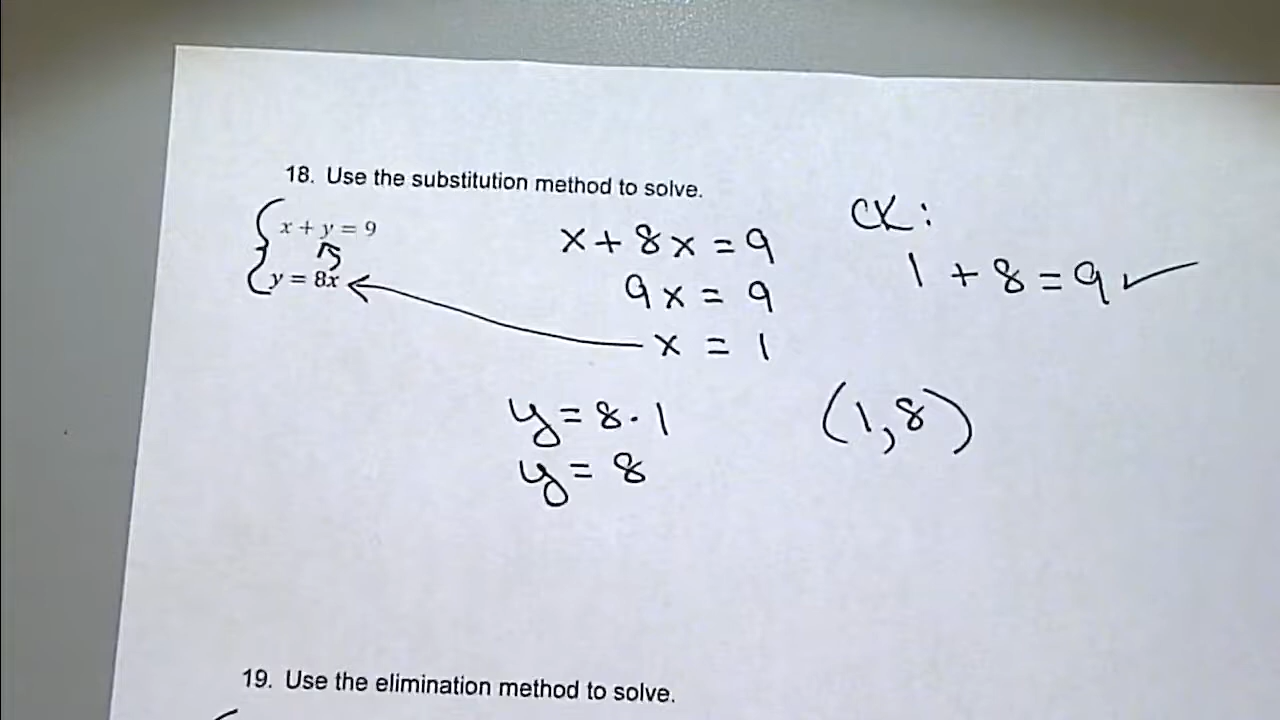 18. Use the substitution method to solve.
x + y = 9
y = 8x
x + 8x = 9
9x = 9
x = 1
y = 8 · 1
y = 8
CK:
1 + 8 = 9 ✓
(1,8)
19. Use the elimination method to solve.